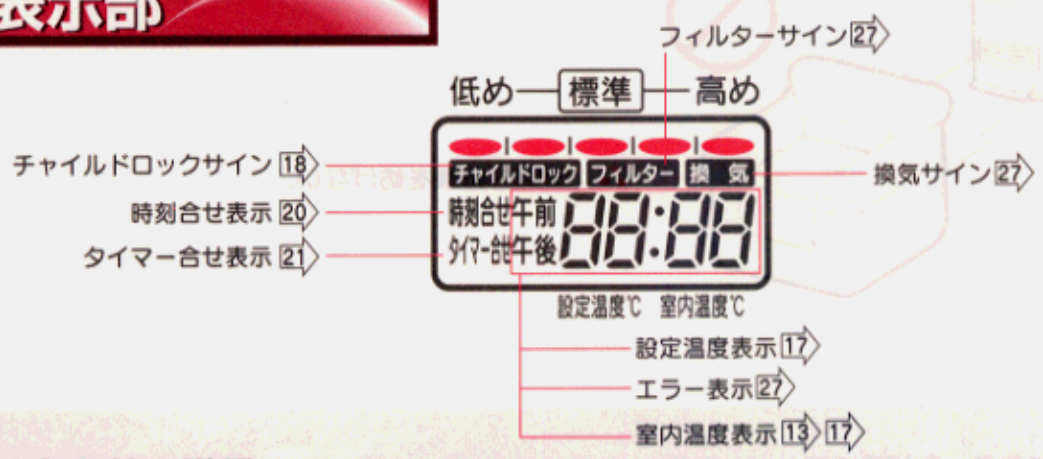 表示部
フィルターサイン27
低め 標準 高め
チャイルドロック フィルター 換気
チャイルドロックサイン 18
換気サイン27
時刻合せ午前 88:88
時刻合せ表示 20
タイマー合せ午後
タイマー合せ表示 21
設定温度℃ 室内温度℃
設定温度表示17
エラー表示27
室内温度表示13 17